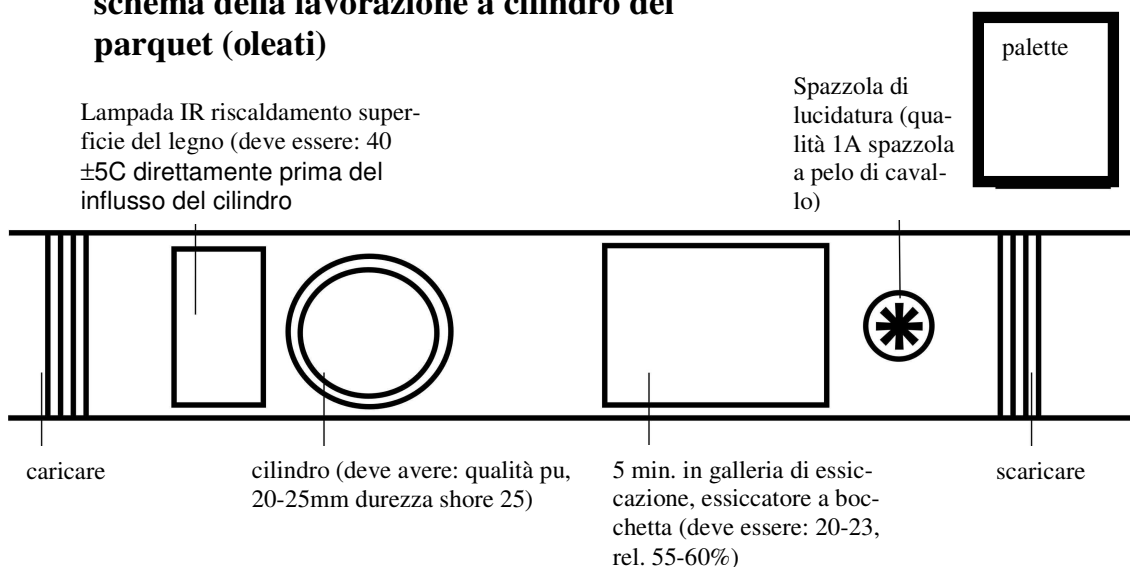 schema della lavorazione a cilindro dei
parquet (oleati)
palette
Spazzola di
lucidatura (qua-
lità 1A spazzola
a pelo di caval-
lo)
Lampada IR riscaldamento super-
ficie del legno (deve essere: 40
±5C direttamente prima del
influsso del cilindro
caricare
cilindro (deve avere: qualità pu,
20-25mm durezza shore 25)
5 min. in galleria di essic-
cazione, essiccatore a boc-
chetta (deve essere: 20-23,
rel. 55-60%)
scaricare